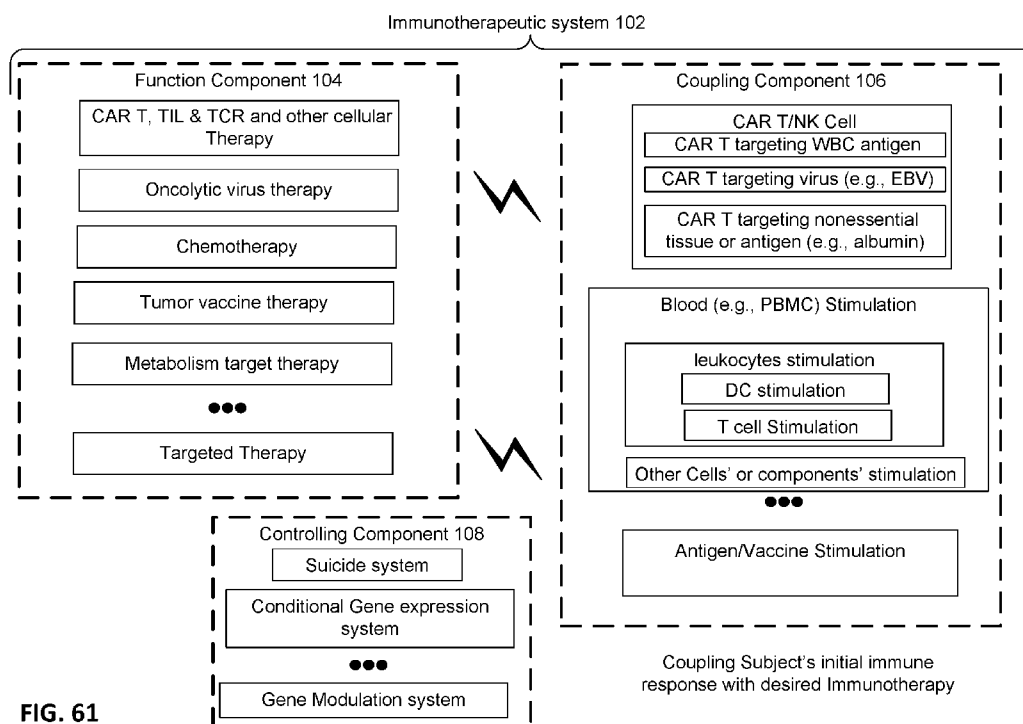 Immunotherapeutic system 102
Function Component 104
CAR T, TIL & TCR and other cellular
Therapy
Oncolytic virus therapy
Chemotherapy
Tumor vaccine therapy
Metabolism target therapy
Targeted Therapy
Coupling Component 106
CAR T/NK Cell
CAR T targeting WBC antigen
CAR T targeting virus (e.g., EBV)
CAR T targeting nonessential
tissue or antigen (e.g., albumin)
Blood (e.g., PBMC) Stimulation
leukocytes stimulation
DC stimulation
T cell Stimulation
Other Cells' or components' stimulation
Antigen/Vaccine Stimulation
Controlling Component 108
Suicide system
Conditional Gene expression
system
Gene Modulation system
Coupling Subject's initial immune
response with desired Immunotherapy
FIG. 61